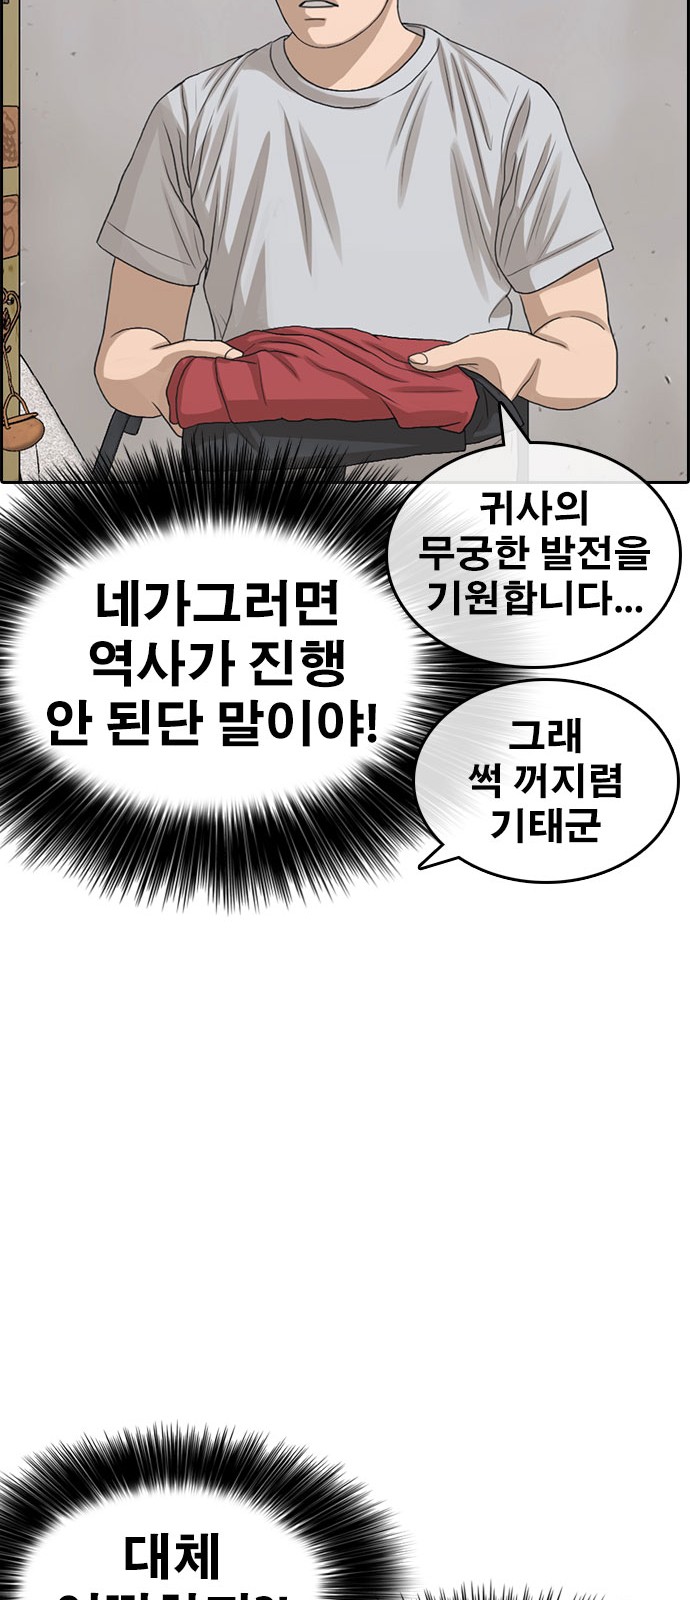 귀사의
무궁한 발전을
기원합니다...
네가그러면
역사가 진행
안 된단 말이야!
그래
썩 꺼지렴
기태군
대체